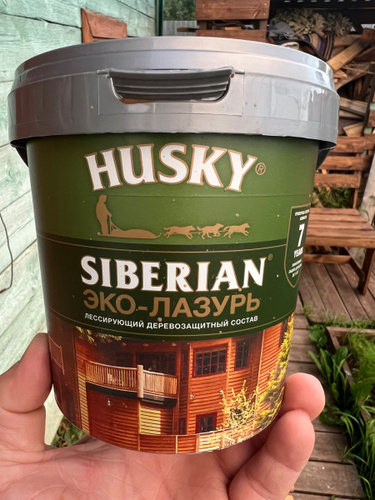 HUSKY®
SIBERIAN®
ЭКО-ЛАЗУРЬ
ЛЕССИРУЮЩИЙ ДЕРЕВОЗАЩИТНЫЙ СОСТАВ
7